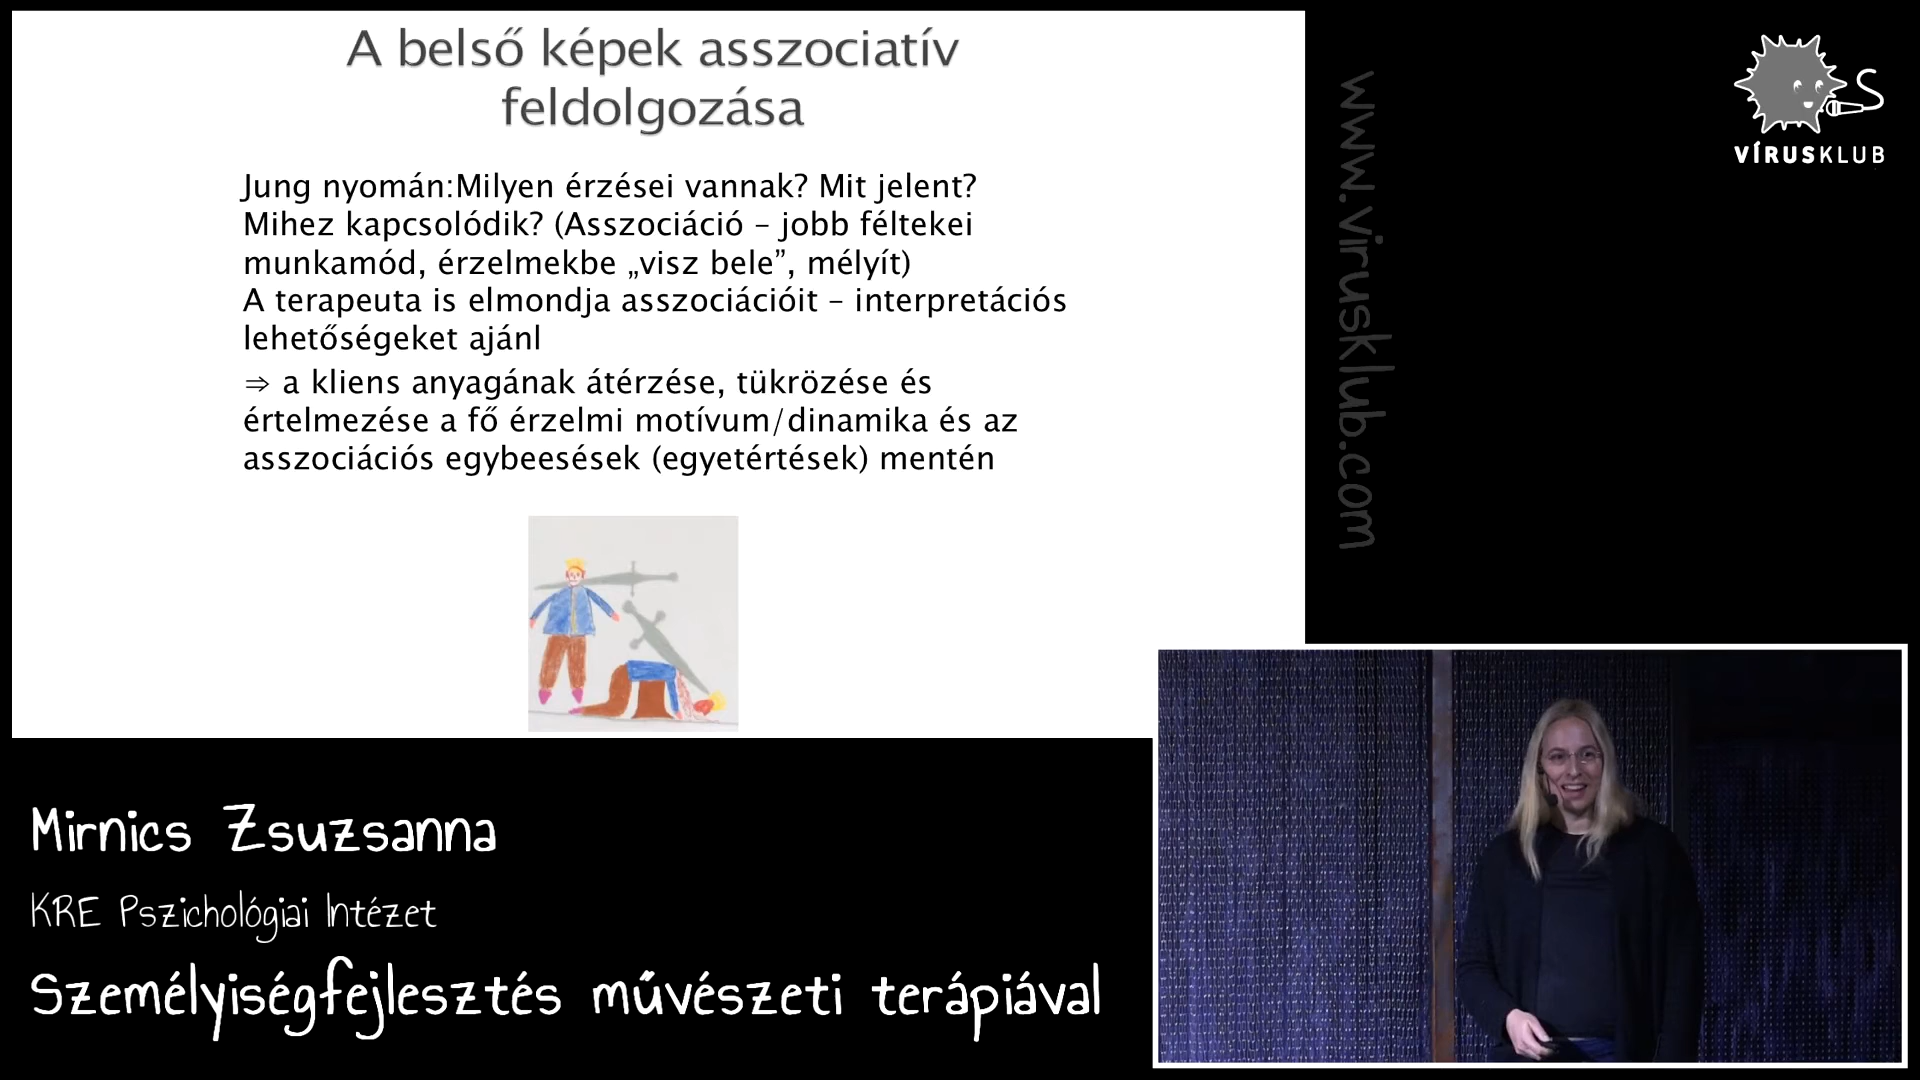 A belső képek asszociatív
feldolgozása
Jung nyomán:Milyen érzései vannak? Mit jelent?
Mihez kapcsolódik? (Asszociáció – jobb féltekei
munkamód, érzelmekbe „visz bele”, mélyít)
A terapeuta is elmondja asszociációit – interpretációs
lehetőségeket ajánl
⇒ a kliens anyagának átérzése, tükrözése és
értelmezése a fő érzelmi motívum/dinamika és az
asszociációs egybeesések (egyetértések) mentén
www.virusklub.com
VÍRUSKLUB
Mirnics Zsuzsanna
KRE Pszichológiai Intézet
Személyiségfejlesztés művészeti terápiával